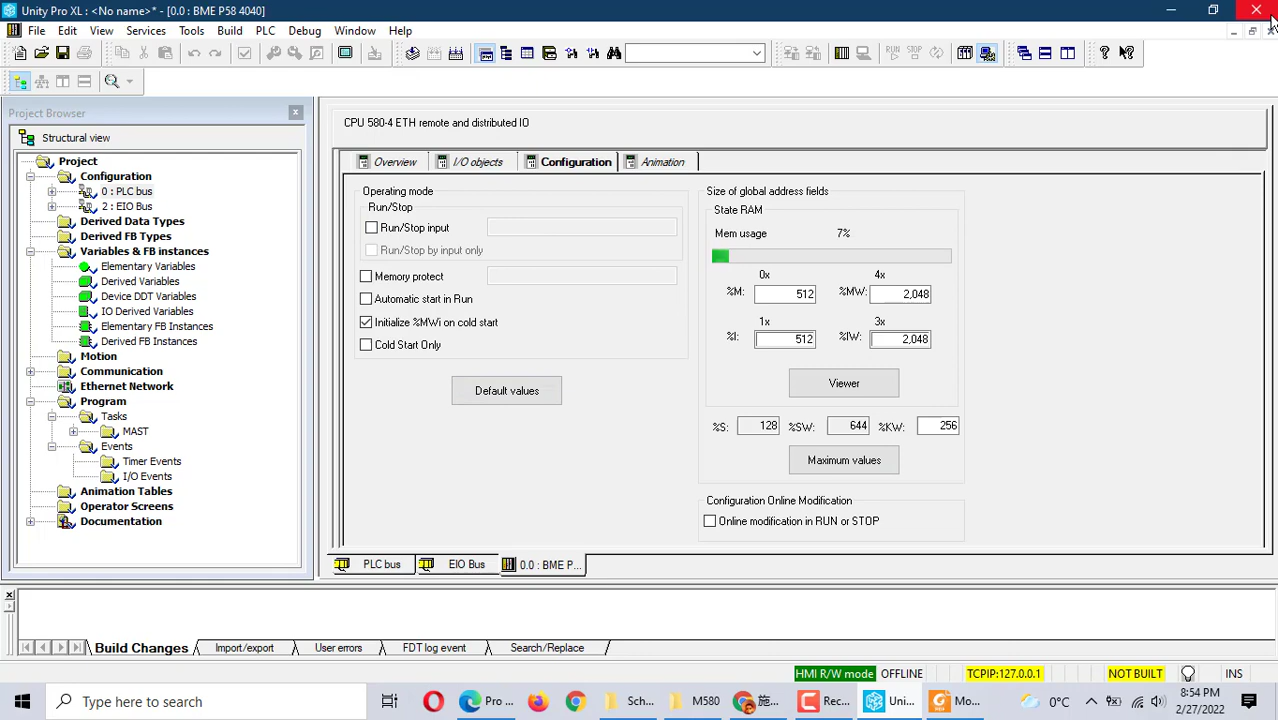 Unity Pro XL : <No name>* - [0.0 : BME P58 4040]
File Edit View Services Tools Build PLC Debug Window Help
RUN STOP
Project Browser
Structural view
Project
Configuration
0 : PLC bus
2 : EIO Bus
Derived Data Types
Derived FB Types
Variables & FB instances
Elementary Variables
Derived Variables
Device DDT Variables
IO Derived Variables
Elementary FB Instances
Derived FB Instances
Motion
Communication
Ethernet Network
Program
Tasks
MAST
Events
Timer Events
I/O Events
Animation Tables
Operator Screens
Documentation
CPU 580-4 ETH remote and distributed IO
Overview I/O objects Configuration Animation
Operating mode
Run/Stop
Run/Stop input
Run/Stop by input only
Memory protect
Automatic start in Run
Initialize %MWi on cold start
Cold Start Only
Default values
Size of global address fields
State RAM
Mem usage 7%
0x 4x
%M: 512 %MW: 2,048
1x 3x
%I: 512 %IW: 2,048
Viewer
%S: 128 %SW: 644 %KW: 256
Maximum values
Configuration Online Modification
Online modification in RUN or STOP
PLC bus EIO Bus 0.0 : BME P...
Build Changes Import/export User errors FDT log event Search/Replace
HMI R/W mode OFFLINE TCPIP:127.0.0.1 NOT BUILT INS
Type here to search Pro ... Sch... M580 施... Rec... Uni... Mo... 0°C 8:54 PM
2/27/2022